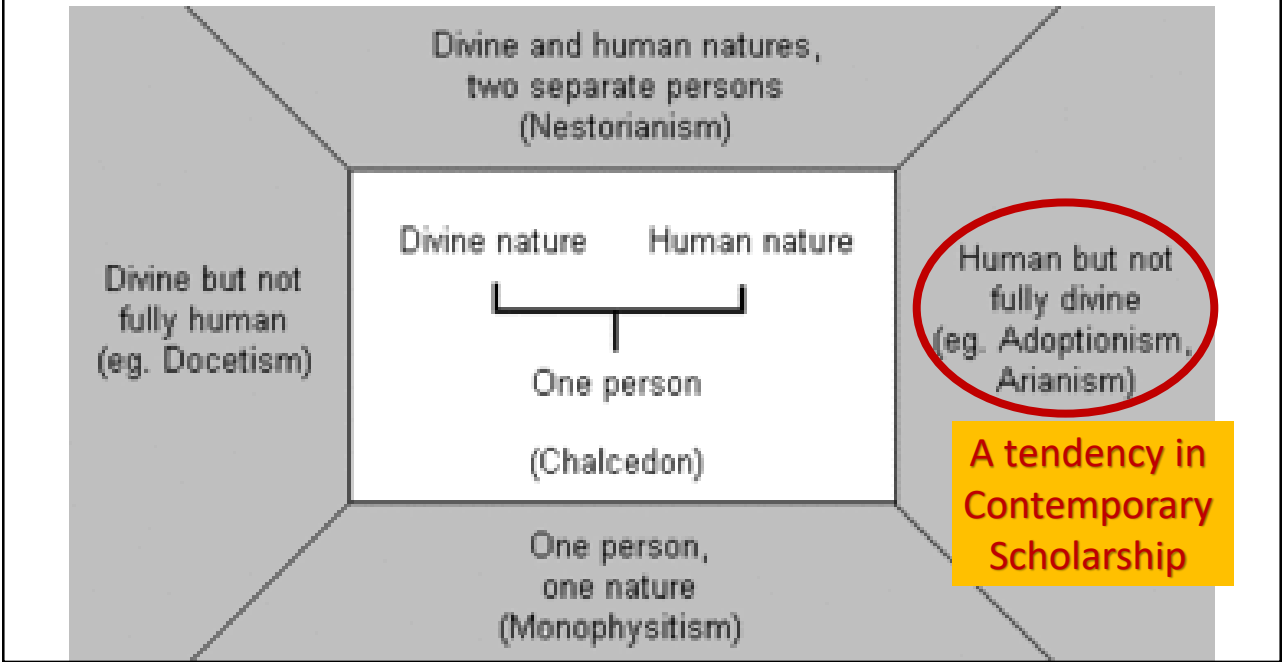 Divine and human natures,
two separate persons
(Nestorianism)
Divine but not
fully human
(eg. Docetism)
Divine nature Human nature
One person
(Chalcedon)
Human but not
fully divine
(eg. Adoptionism,
Arianism)
A tendency in
Contemporary
Scholarship
One person,
one nature
(Monophysitism)